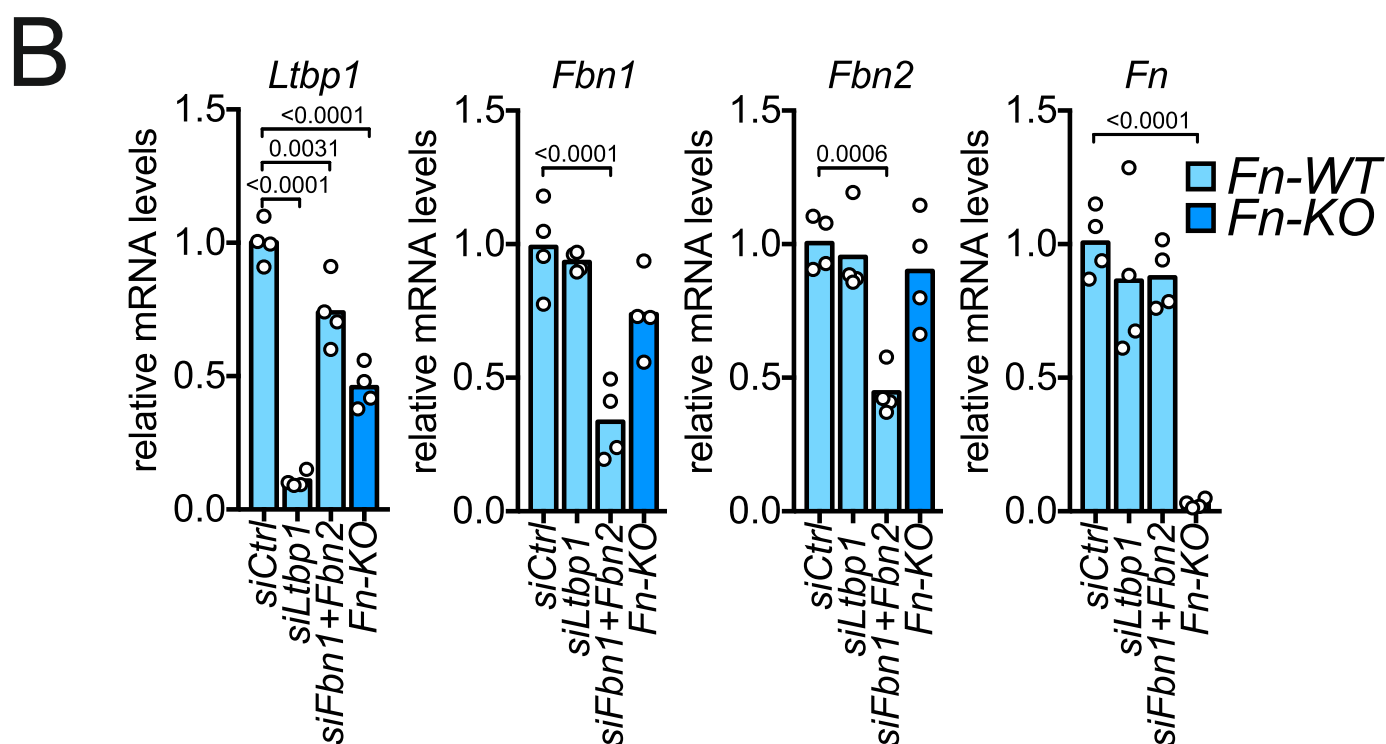 B
Ltbp1
relative mRNA levels
1.5
1.0
0.5
0.0
<0.0001
0.0031
<0.0001
siCtrl
siLtbp1
siFbn1+Fbn2
Fn-KO
Fbn1
relative mRNA levels
1.5
1.0
0.5
0.0
<0.0001
siCtrl
siLtbp1
siFbn1+Fbn2
Fn-KO
Fbn2
relative mRNA levels
1.5
1.0
0.5
0.0
0.0006
siCtrl
siLtbp1
siFbn1+Fbn2
Fn-KO
Fn
relative mRNA levels
1.5
1.0
0.5
0.0
<0.0001
siCtrl
siLtbp1
siFbn1+Fbn2
Fn-KO
Fn-WT
Fn-KO